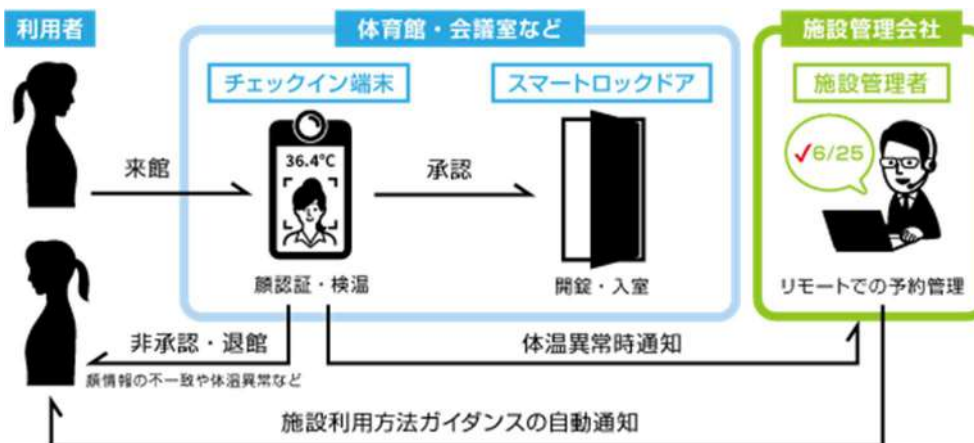 利用者
体育館・会議室など
施設管理会社
チェックイン端末
スマートロックドア
施設管理者
36.4℃
✓6/25
来館
承認
顔認証・検温
開錠・入室
リモートでの予約管理
非承認・退館
顔情報の不一致や体温異常など
体温異常時通知
施設利用方法ガイダンスの自動通知